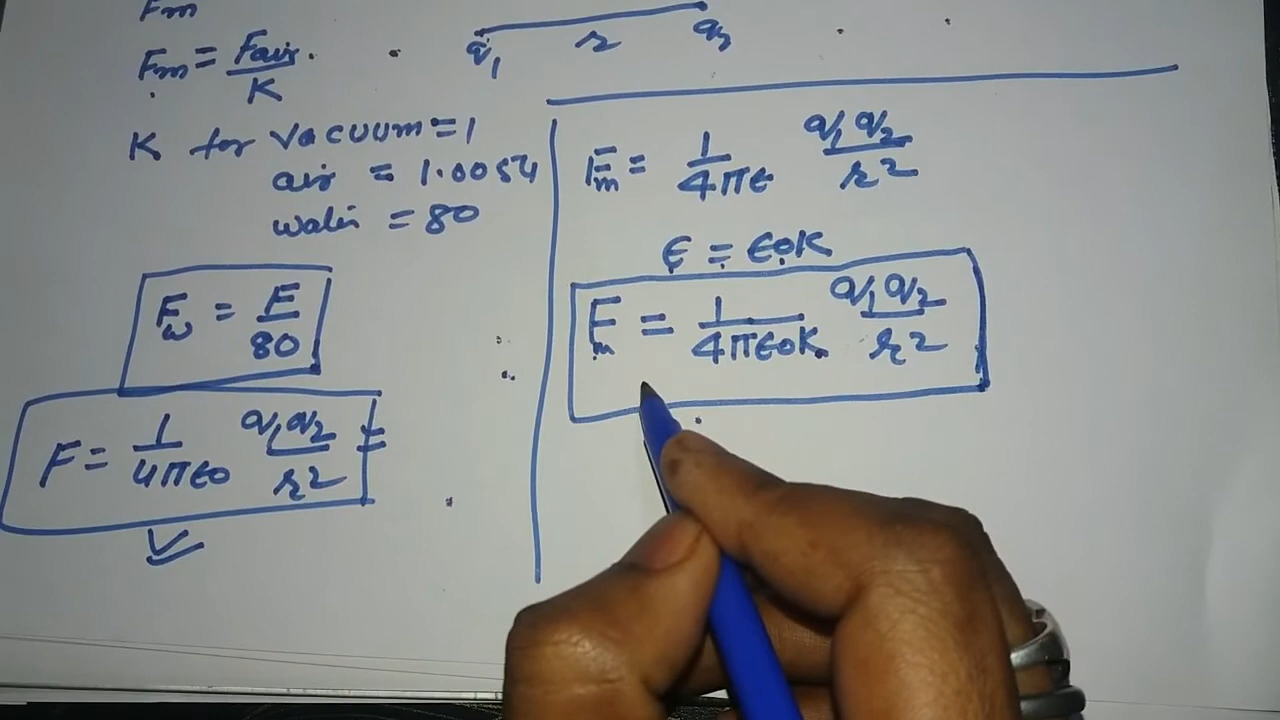 Fm
Fm = Fair / K
K for vacuum = 1
air = 1.0054
water = 80
Fw = F / 80
F = 1 / 4πε0 q1q2 / r2 =
q1 r q2
Fm = 1 / 4πε q1q2 / r2
ε = ε0K
Fm = 1 / 4πε0K q1q2 / r2